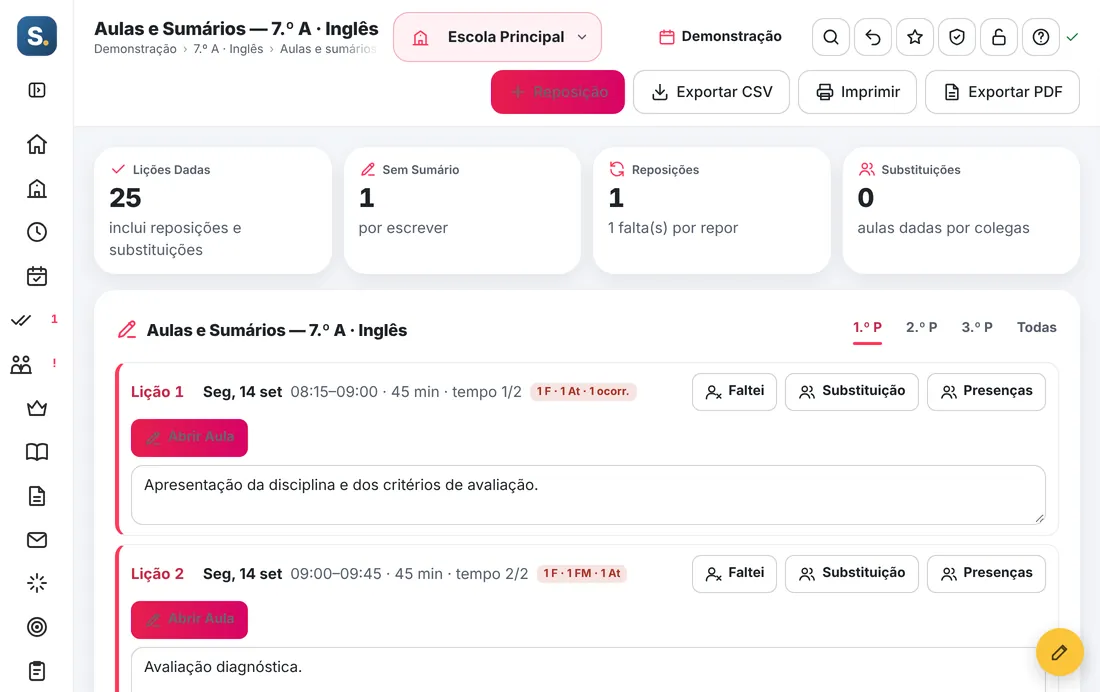 S.
Aulas e Sumários — 7.º A · Inglês
Demonstração › 7.º A · Inglês › Aulas e sumários
Escola Principal
Demonstração
Reposição
Exportar CSV
Imprimir
Exportar PDF
Lições Dadas
25
inclui reposições e
substituições
Sem Sumário
1
por escrever
Reposições
1
1 falta(s) por repor
Substituições
0
aulas dadas por colegas
1
!
Aulas e Sumários — 7.º A · Inglês
1.º P 2.º P 3.º P Todas
Lição 1 Seg, 14 set 08:15–09:00 · 45 min · tempo 1/2 1 F · 1 At · 1 ocorr. Faltei Substituição Presenças
Abrir Aula
Apresentação da disciplina e dos critérios de avaliação.
Lição 2 Seg, 14 set 09:00–09:45 · 45 min · tempo 2/2 1 F · 1 FM · 1 At Faltei Substituição Presenças
Abrir Aula
Avaliação diagnóstica.